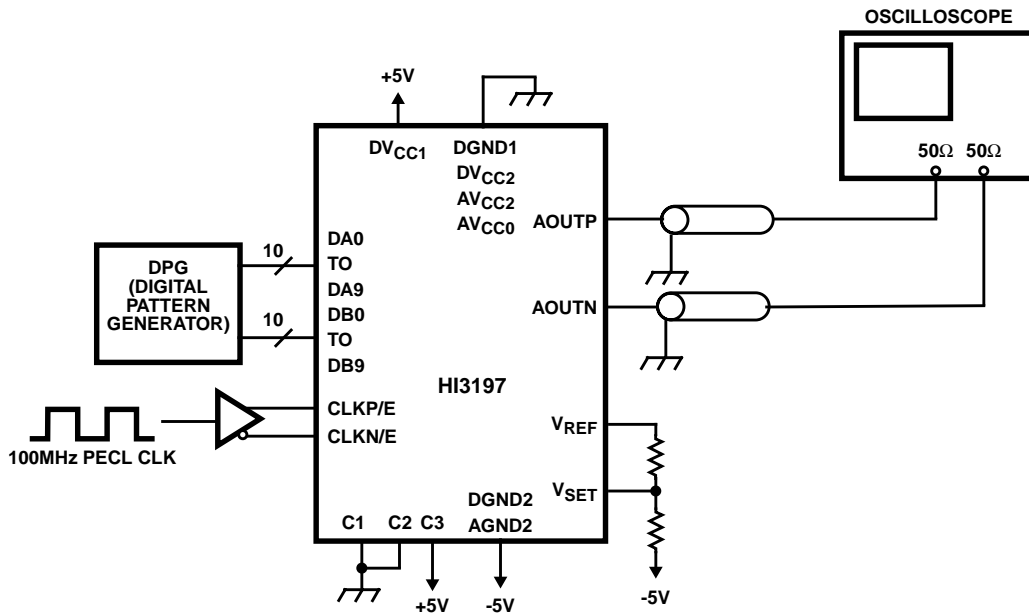 OSCILLOSCOPE
50Ω 50Ω
+5V
DVCC1
DGND1
DVCC2
AVCC2
AVCC0
AOUTP
AOUTN
DPG
(DIGITAL
PATTERN
GENERATOR)
10
10
DA0
TO
DA9
DB0
TO
DB9
HI3197
CLKP/E
CLKN/E
100MHz PECL CLK
VREF
VSET
-5V
C1 C2 C3
+5V
DGND2
AGND2
-5V